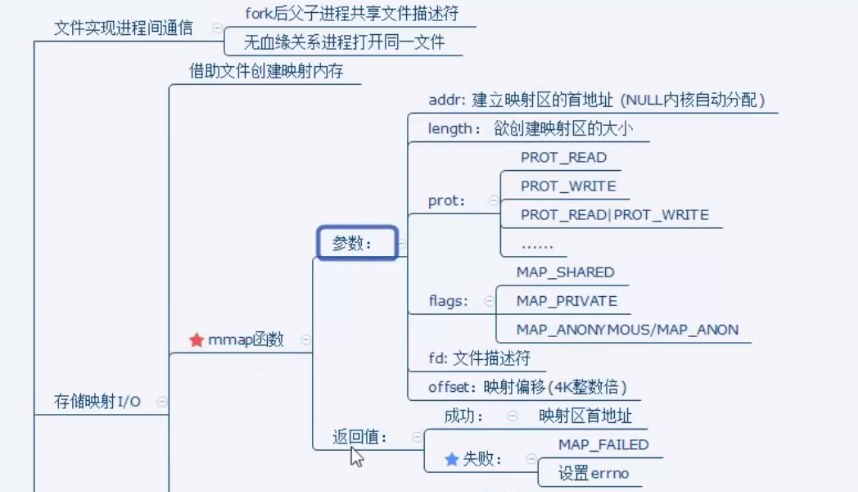 文件实现进程间通信
fork后父子进程共享文件描述符
无血缘关系进程打开同一文件
存储映射I/O
借助文件创建映射内存
mmap函数
参数：
addr: 建立映射区的首地址 (NULL内核自动分配)
length： 欲创建映射区的大小
prot:
PROT_READ
PROT_WRITE
PROT_READ|PROT_WRITE
......
flags:
MAP_SHARED
MAP_PRIVATE
MAP_ANONYMOUS/MAP_ANON
fd: 文件描述符
offset: 映射偏移(4K整数倍)
返回值：
成功：
映射区首地址
失败：
MAP_FAILED
设置errno